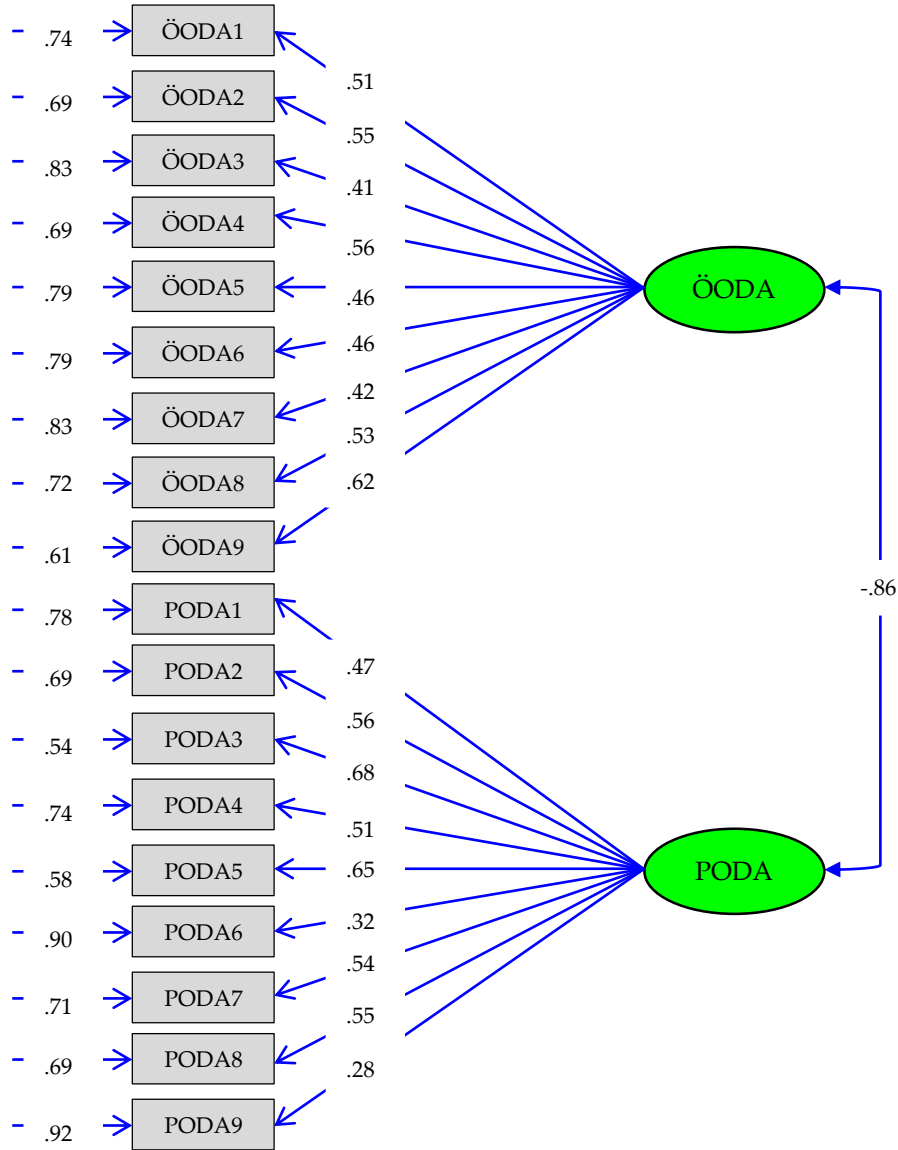 .74 ÖODA1 .51
.69 ÖODA2 .55
.83 ÖODA3 .41
.69 ÖODA4 .56
.79 ÖODA5 .46
.79 ÖODA6 .46
.83 ÖODA7 .42
.72 ÖODA8 .53
.61 ÖODA9 .62
ÖODA
-.86
.78 PODA1 .47
.69 PODA2 .56
.54 PODA3 .68
.74 PODA4 .51
.58 PODA5 .65
.90 PODA6 .32
.71 PODA7 .54
.69 PODA8 .55
.92 PODA9 .28
PODA